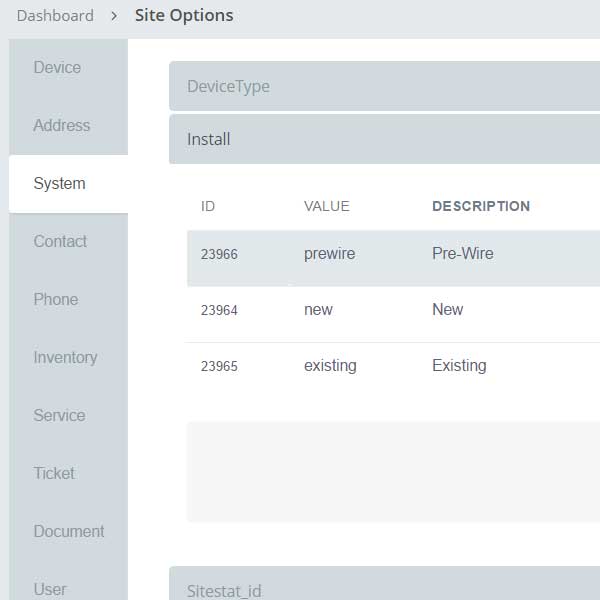 Dashboard > Site Options
Device
Address
System
Contact
Phone
Inventory
Service
Ticket
Document
User
DeviceType
Install
ID VALUE DESCRIPTION
23966 prewire Pre-Wire
23964 new New
23965 existing Existing
Sitestat_id